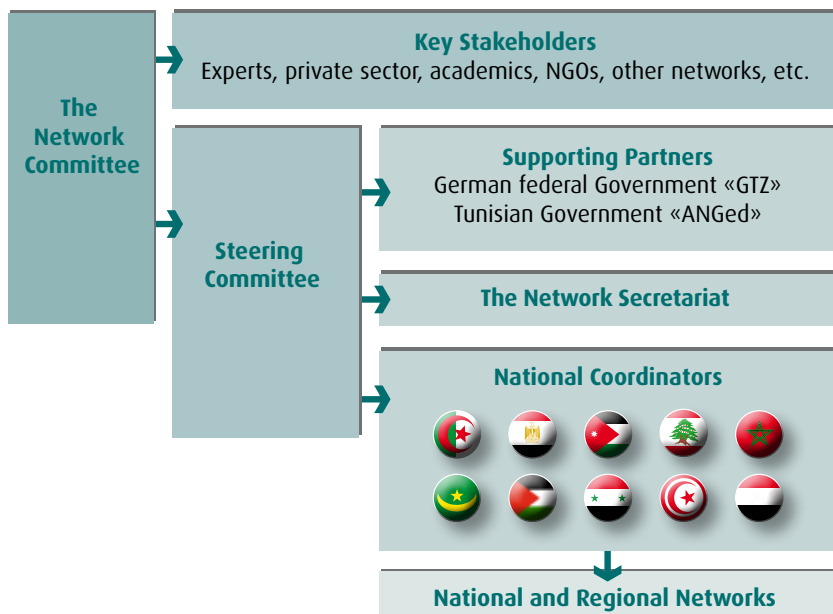 The
Network
Committee
Key Stakeholders
Experts, private sector, academics, NGOs, other networks, etc.
Steering
Committee
Supporting Partners
German federal Government «GTZ»
Tunisian Government «ANGed»
The Network Secretariat
National Coordinators
National and Regional Networks